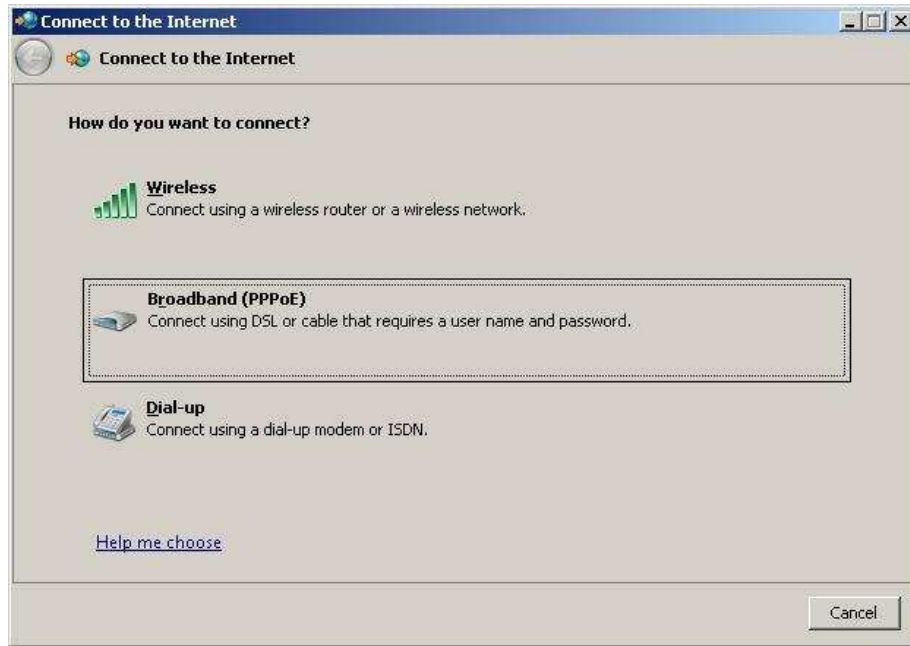 Connect to the Internet
Connect to the Internet
How do you want to connect?
Wireless
Connect using a wireless router or a wireless network.
Broadband (PPPoE)
Connect using DSL or cable that requires a user name and password.
Dial-up
Connect using a dial-up modem or ISDN.
Help me choose
Cancel